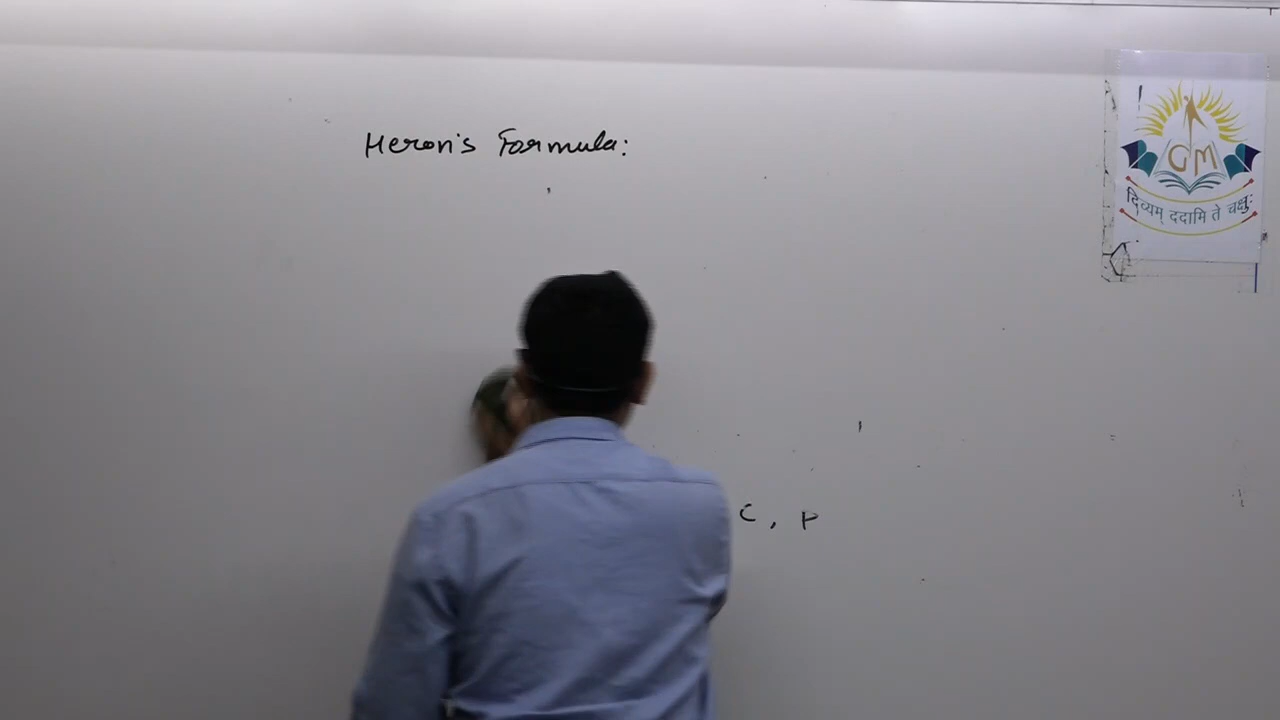 Heron's Formula:
GM
दिव्यम् ददामि ते चक्षुः
C, P